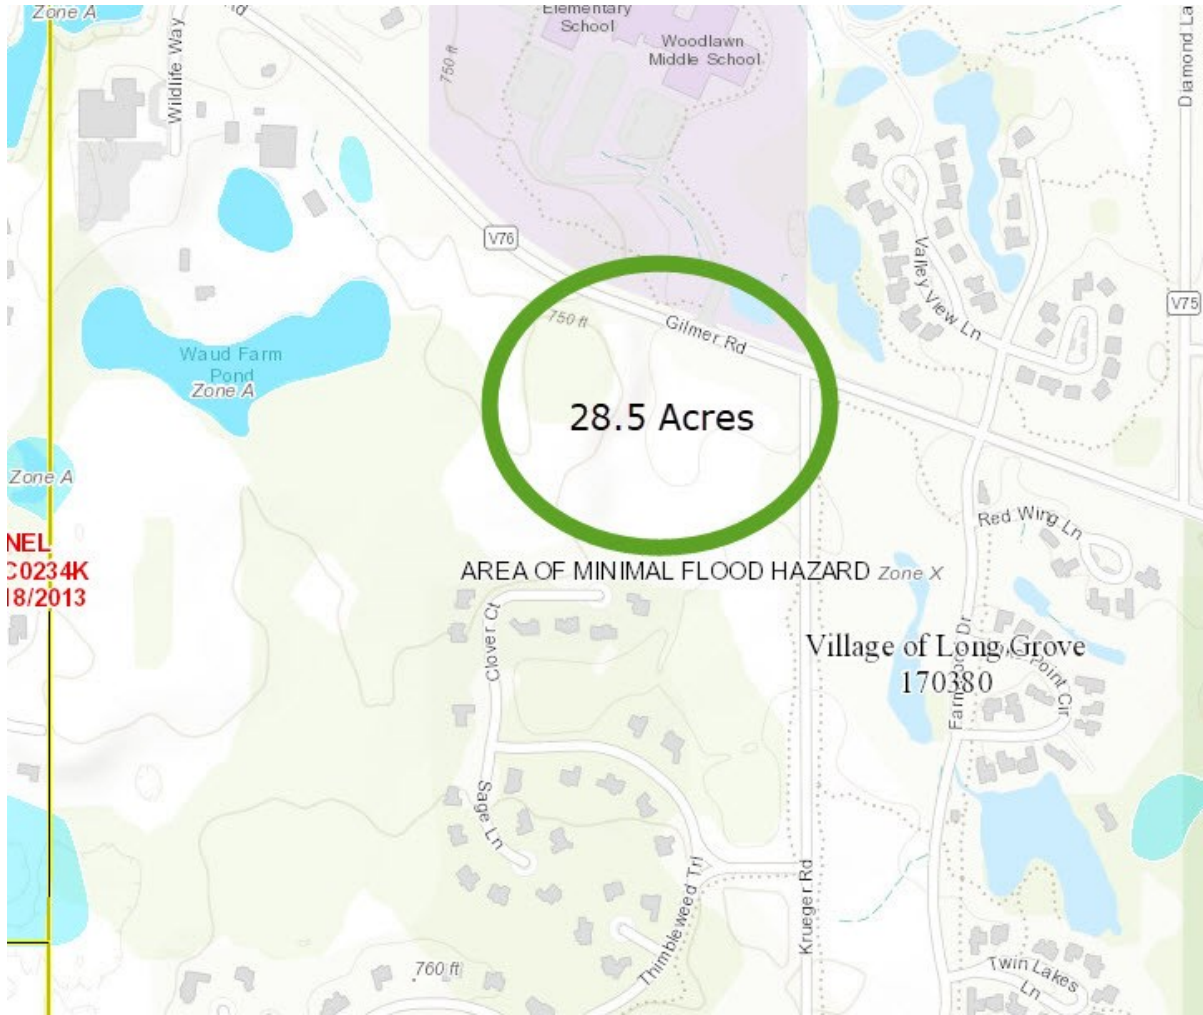 Zone A
Rd
Wildlife Way
750 ft
Elementary
School
Woodlawn
Middle School
Diamond La
V76
Valley View Ln
V75
750 ft
Gilmer Rd
Waud Farm
Pond
Zone A
28.5 Acres
Zone A
Red Wing Ln
NEL
C0234K
18/2013
AREA OF MINIMAL FLOOD HAZARD Zone X
Clover Ct
Village of Long Grove
170380
Point Cir
Sage Ln
Thimbleweed Trl
Krueger Rd
760 ft
Twin Lakes
Ln